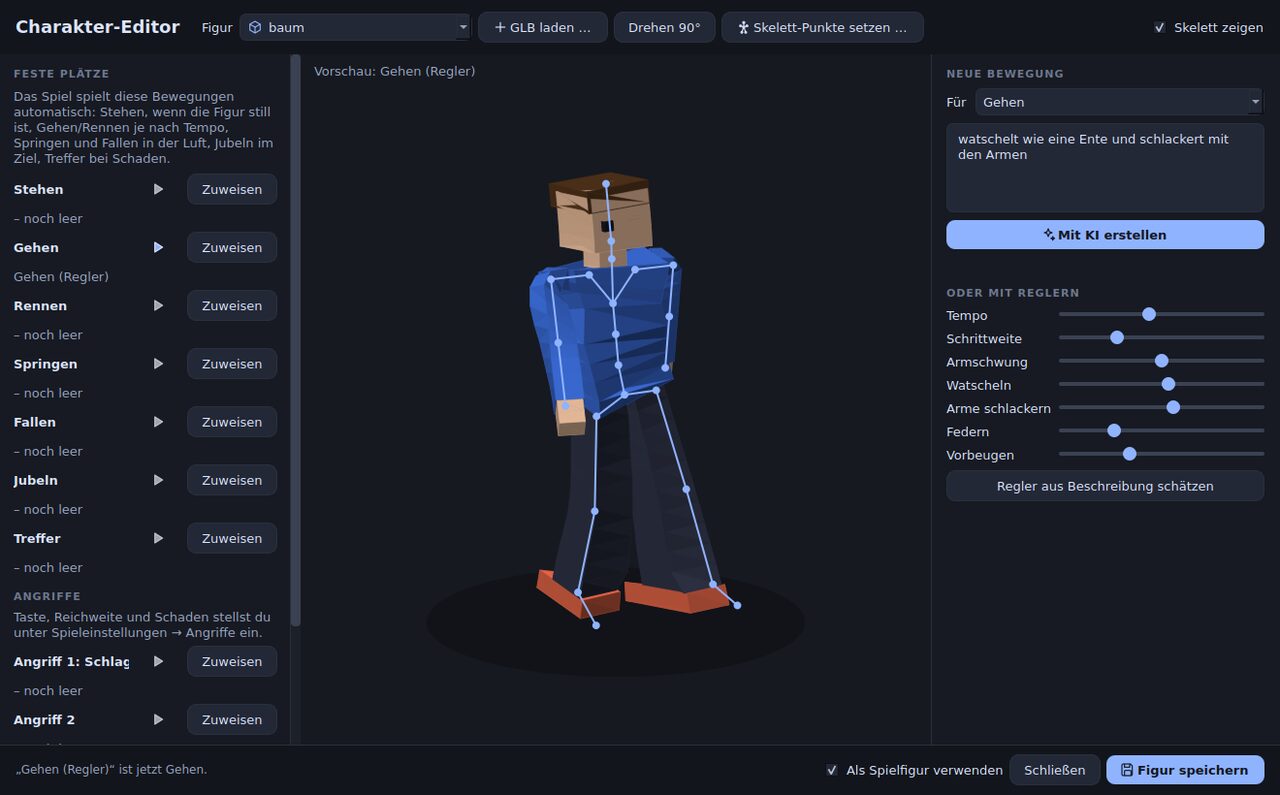 Charakter-Editor
Figur
baum
GLB laden ...
Drehen 90°
Skelett-Punkte setzen ...
Skelett zeigen
FESTE PLÄTZE
Das Spiel spielt diese Bewegungen
automatisch: Stehen, wenn die Figur still
ist, Gehen/Rennen je nach Tempo,
Springen und Fallen in der Luft, Jubeln im
Ziel, Treffer bei Schaden.
Stehen
Zuweisen
– noch leer
Gehen
Zuweisen
Gehen (Regler)
Rennen
Zuweisen
– noch leer
Springen
Zuweisen
– noch leer
Fallen
Zuweisen
– noch leer
Jubeln
Zuweisen
– noch leer
Treffer
Zuweisen
– noch leer
ANGRIFFE
Taste, Reichweite und Schaden stellst du
unter Spieleinstellungen → Angriffe ein.
Angriff 1: Schlag
Zuweisen
– noch leer
Angriff 2
Zuweisen
Vorschau: Gehen (Regler)
NEUE BEWEGUNG
Für
Gehen
watschelt wie eine Ente und schlackert mit
den Armen
Mit KI erstellen
ODER MIT REGLERN
Tempo
Schrittweite
Armschwung
Watscheln
Arme schlackern
Federn
Vorbeugen
Regler aus Beschreibung schätzen
„Gehen (Regler)“ ist jetzt Gehen.
Als Spielfigur verwenden
Schließen
Figur speichern